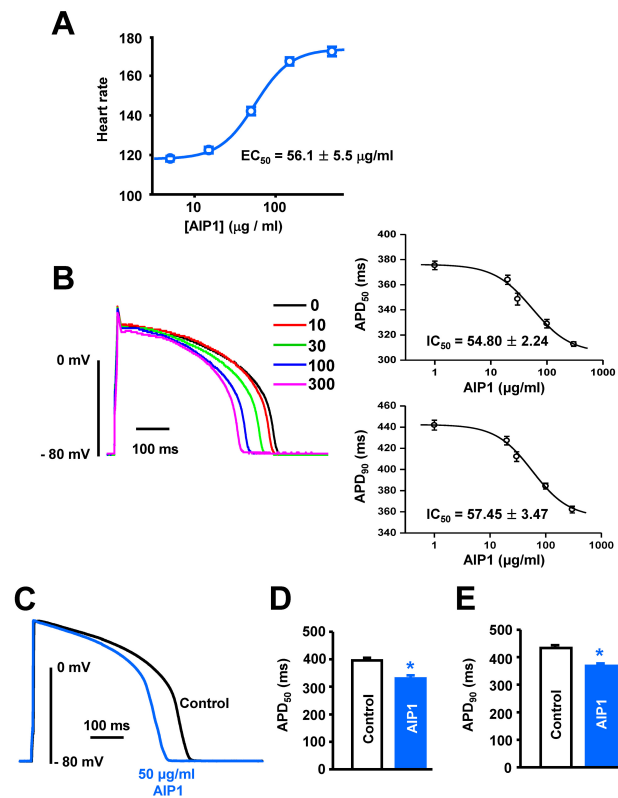 A
180
160
140
120
100
Heart rate
EC50 = 56.1 ± 5.5 μg/ml
10
100
[AIP1] (μg / ml)
B
0
10
30
100
300
0 mV
- 80 mV
100 ms
400
380
360
340
320
300
APD50 (ms)
IC50 = 54.80 ± 2.24
1
10
100
1000
AIP1 (μg/ml)
460
440
420
400
380
360
340
APD90 (ms)
IC50 = 57.45 ± 3.47
1
10
100
1000
AIP1 (μg/ml)
C
0 mV
Control
100 ms
- 80 mV
50 μg/ml
AIP1
D
500
400
300
200
100
0
APD50 (ms)
Control
*
AIP1
E
500
400
300
200
100
0
APD90 (ms)
Control
*
AIP1